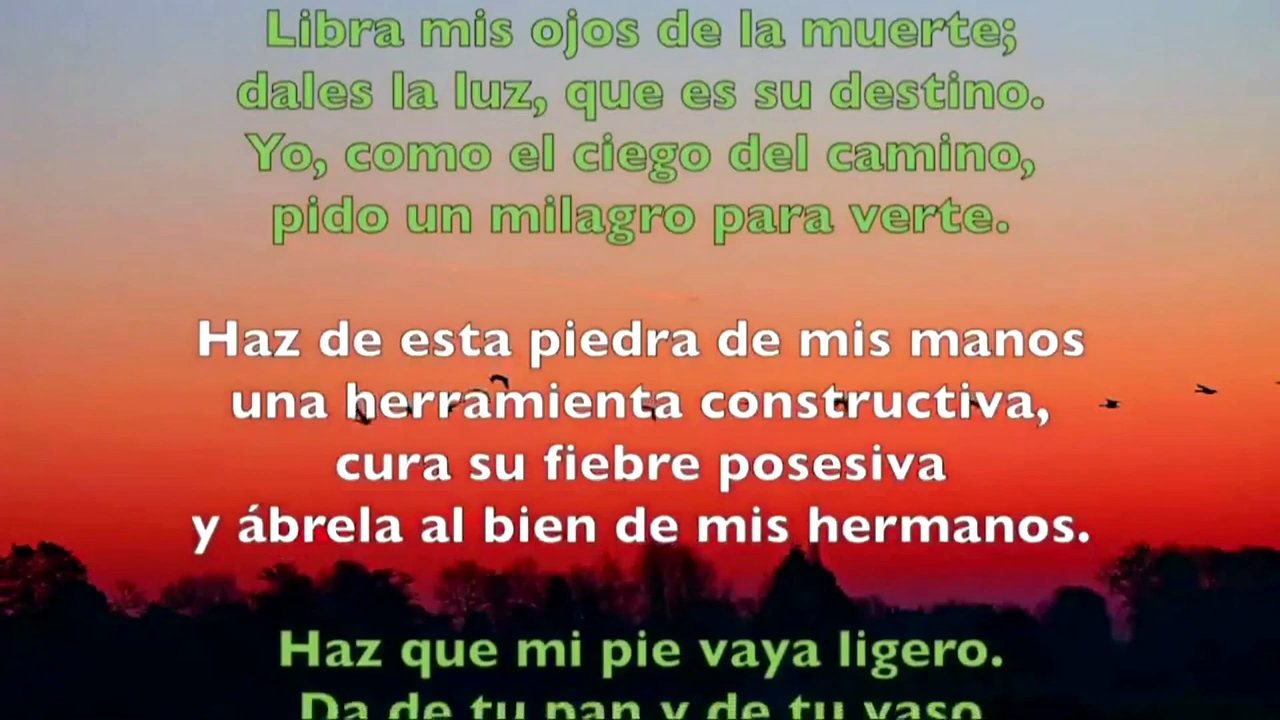 Libra mis ojos de la muerte;
dales la luz, que es su destino.
Yo, como el ciego del camino,
pido un milagro para verte.
Haz de esta piedra de mis manos
una herramienta constructiva,
cura su fiebre posesiva
y ábrela al bien de mis hermanos.
Haz que mi pie vaya ligero.
Da de tu pan y de tu vaso